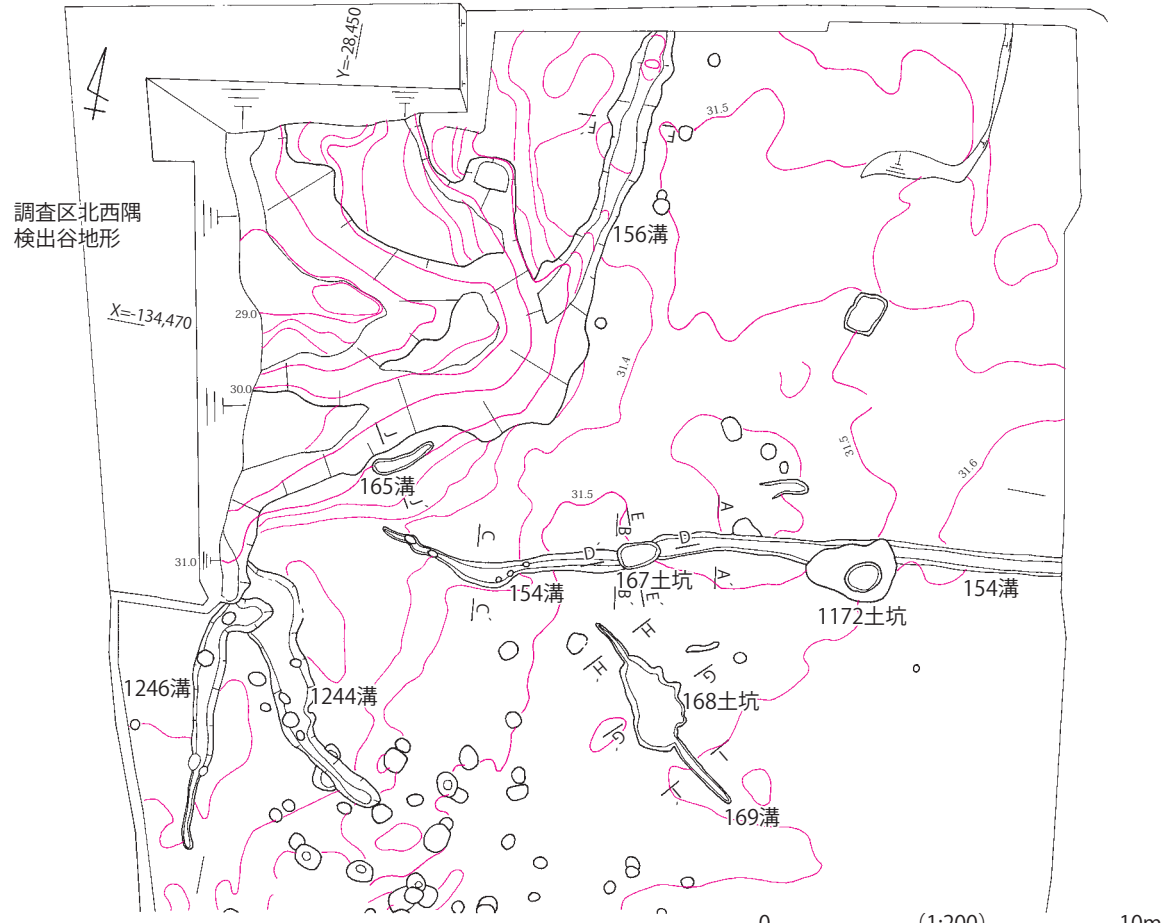 Y=-28,450
31.5
F´
F
調査区北西隅
検出谷地形
156溝
X=-134,470
29.0
31.4
30.0
31.5
31.6
J
165溝
J´
31.5
A
E
B
C
D´
D
31.0
167土坑
A´
154溝
154溝
B´
E´
C´
1172土坑
H
H´
G
1246溝
1244溝
168土坑
G´
I
I´
169溝
0
(1:200)
10m